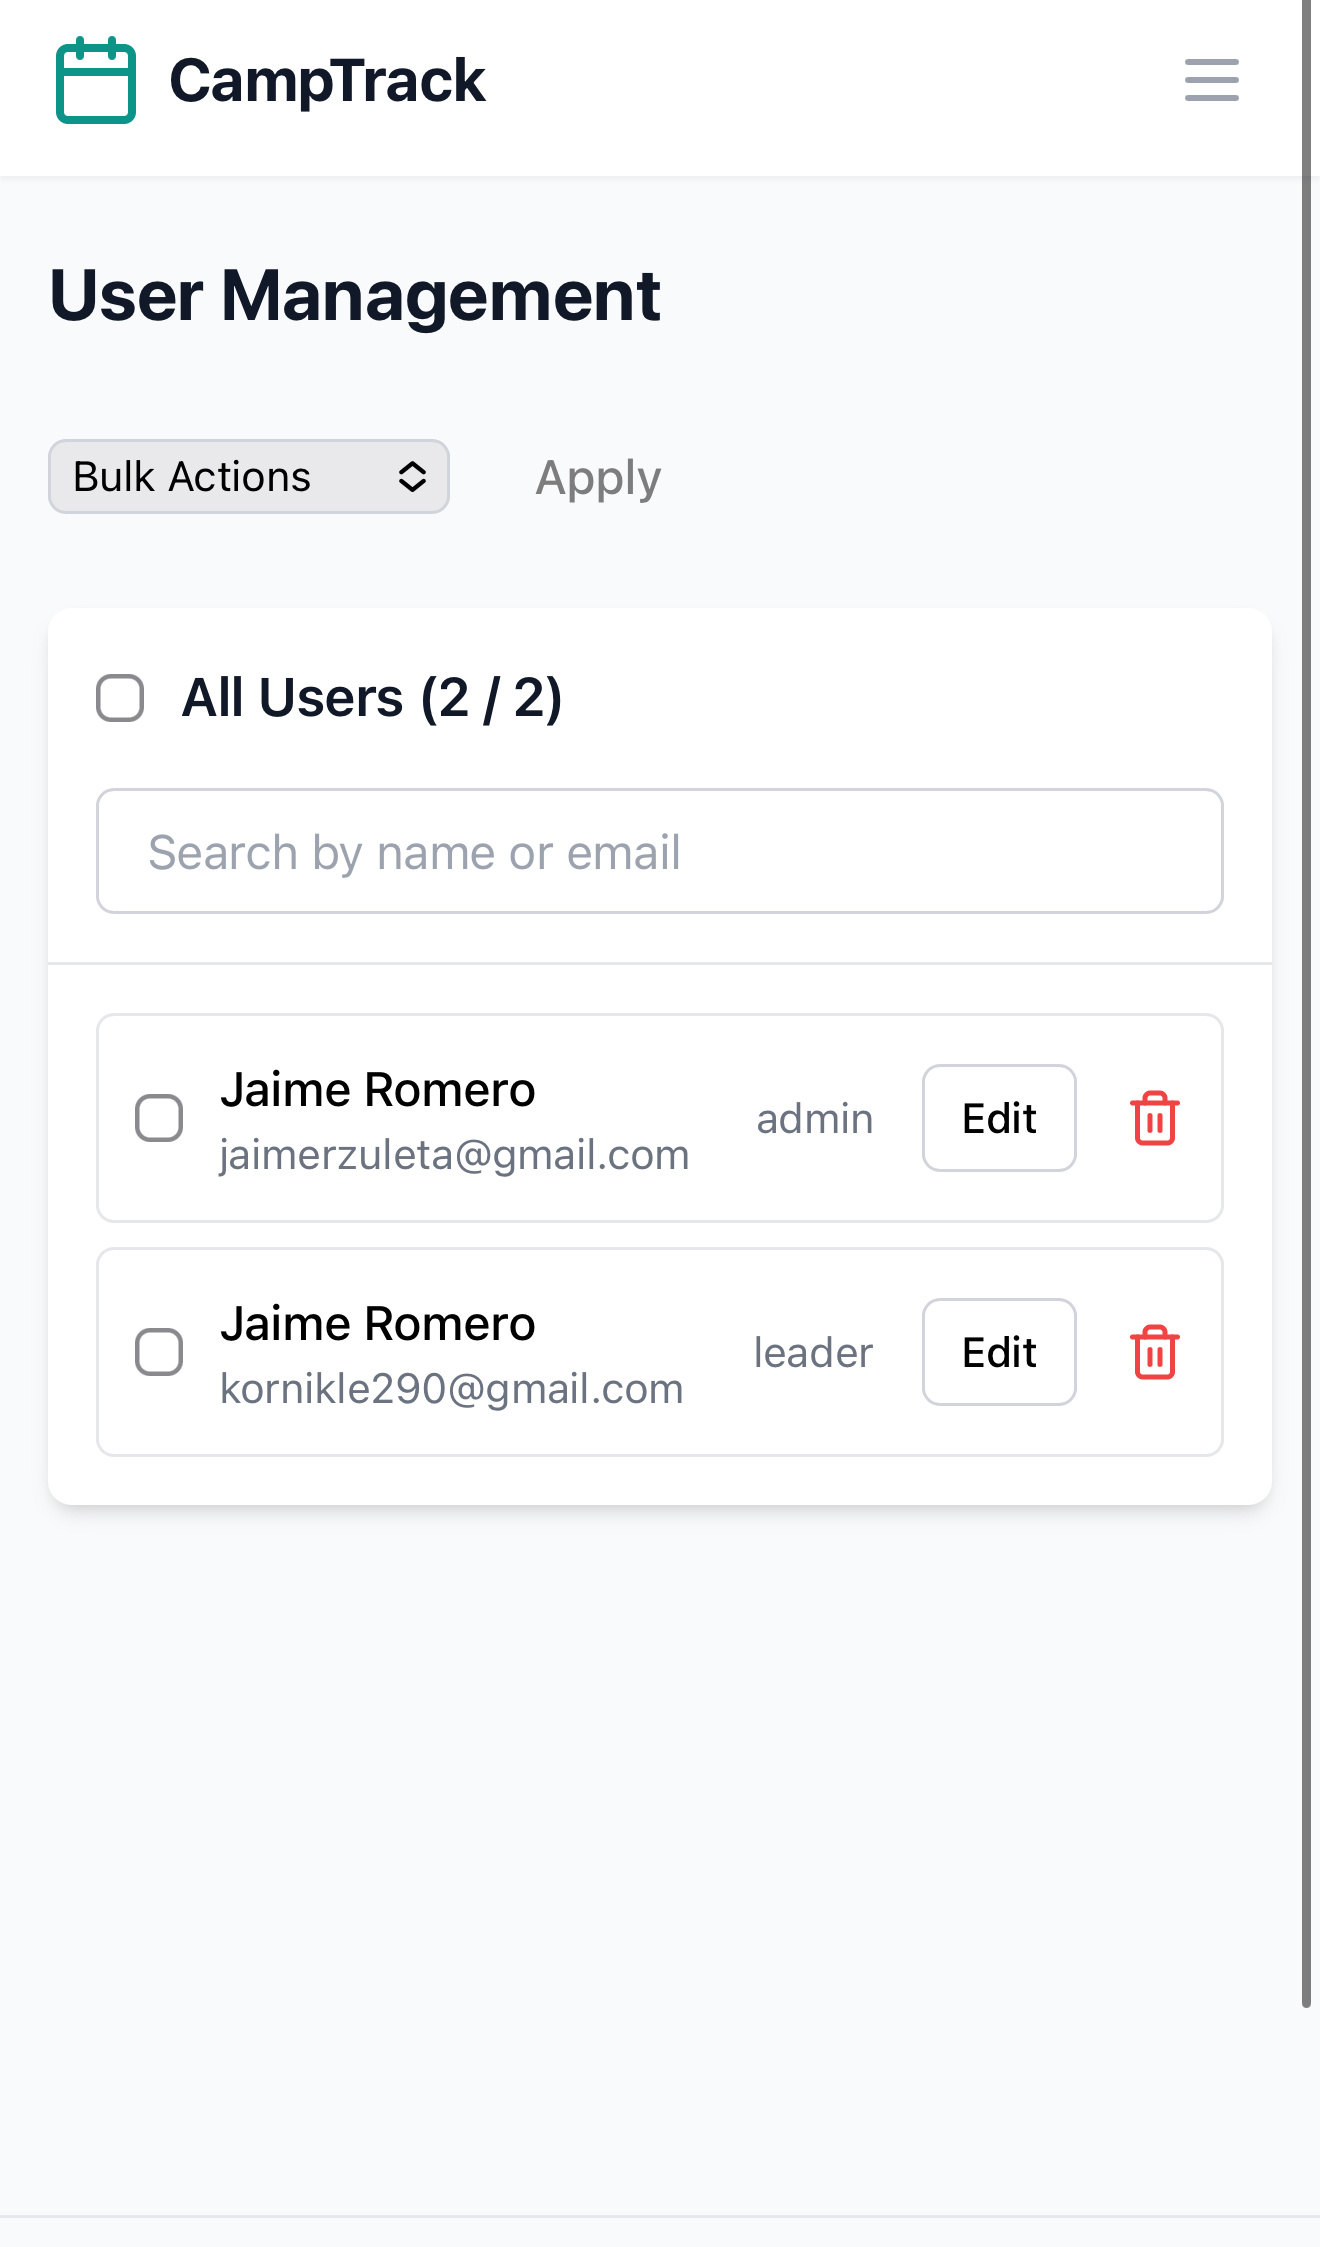 CampTrack
User Management
Bulk Actions
Apply
All Users (2 / 2)
Search by name or email
Jaime Romero
jaimerzuleta@gmail.com
admin
Edit
Jaime Romero
kornikle290@gmail.com
leader
Edit